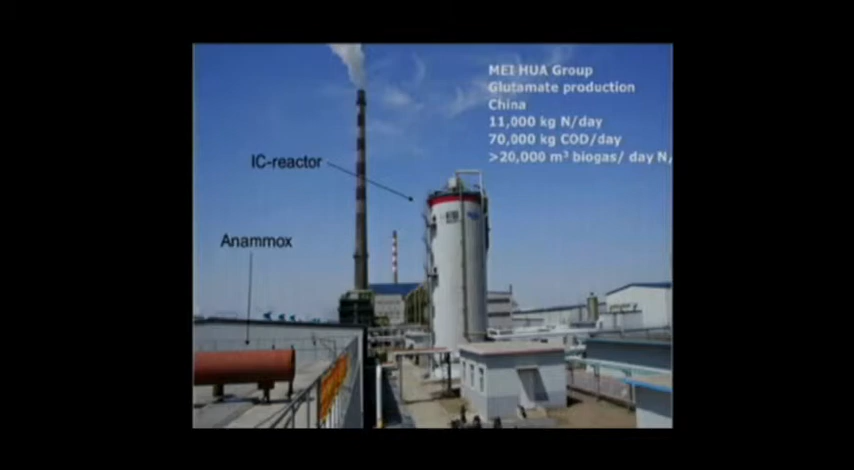 MEI HUA Group
Glutamate production
China
11,000 kg N/day
70,000 kg COD/day
>20,000 m³ biogas/ day N/
IC-reactor
Anammox